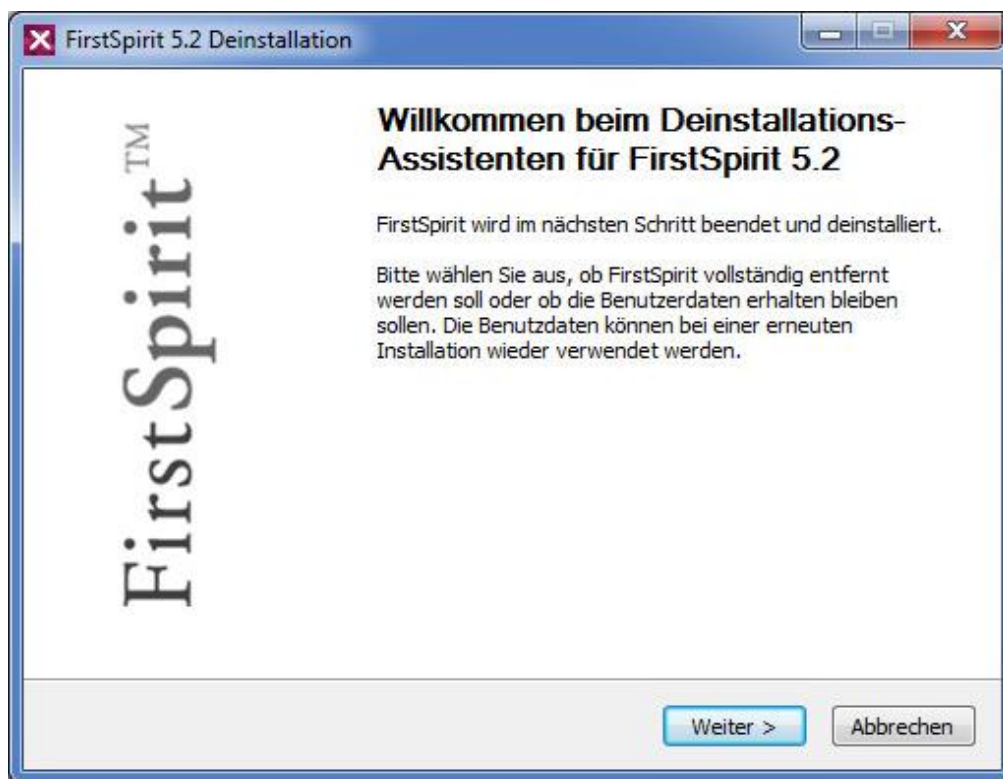 FirstSpirit 5.2 Deinstallation
FirstSpirit™
Willkommen beim Deinstallations-
Assistenten für FirstSpirit 5.2
FirstSpirit wird im nächsten Schritt beendet und deinstalliert.
Bitte wählen Sie aus, ob FirstSpirit vollständig entfernt
werden soll oder ob die Benutzerdaten erhalten bleiben
sollen. Die Benutzdaten können bei einer erneuten
Installation wieder verwendet werden.
Weiter >
Abbrechen